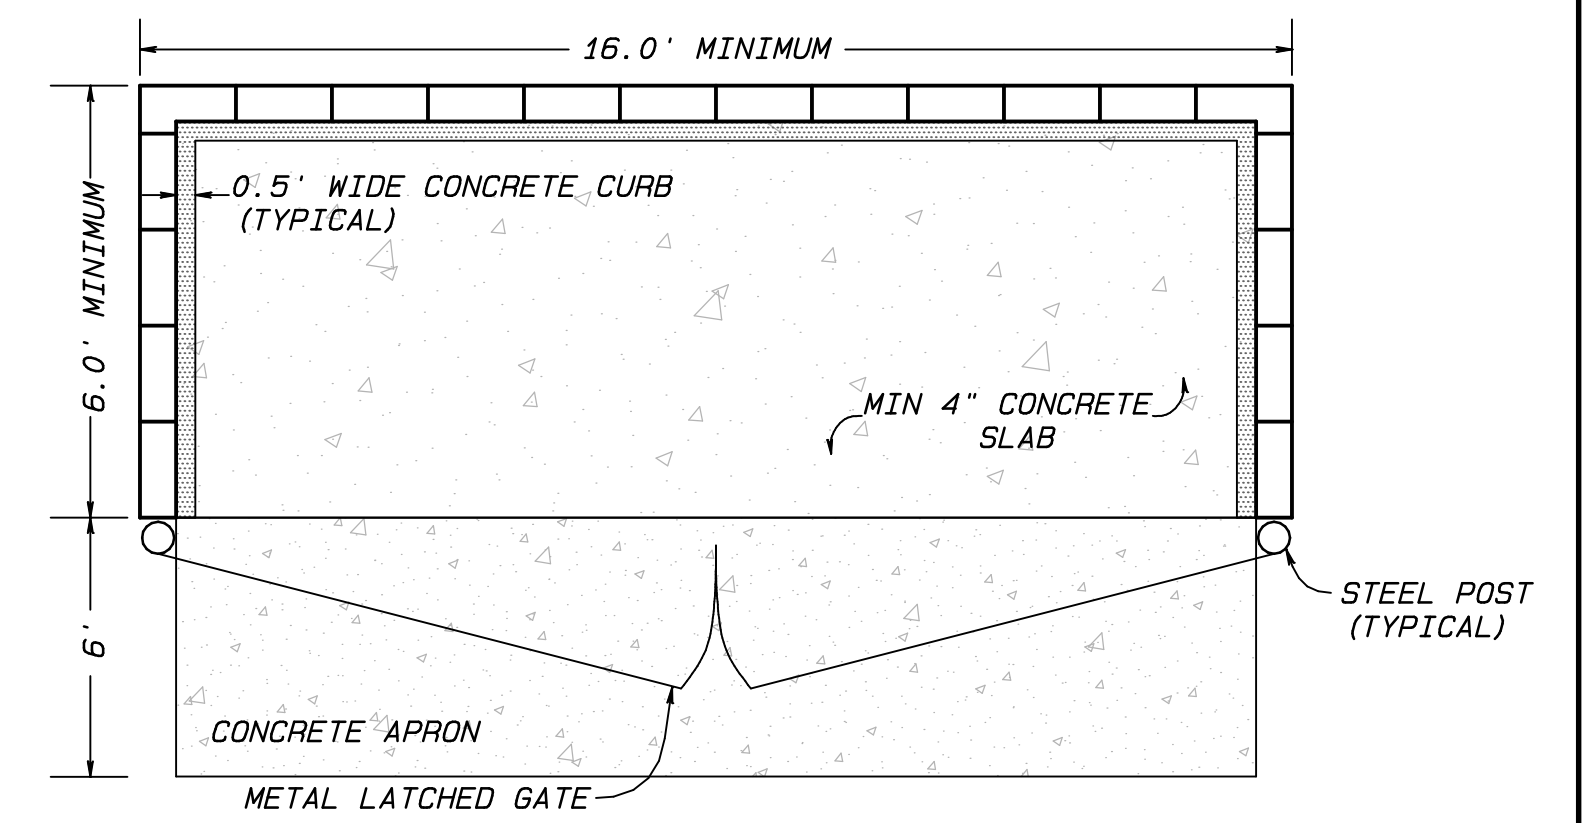 16.0' MINIMUM
6.0' MINIMUM
0.5' WIDE CONCRETE CURB
(TYPICAL)
MIN 4" CONCRETE
SLAB
6'
STEEL POST
(TYPICAL)
CONCRETE APRON
METAL LATCHED GATE